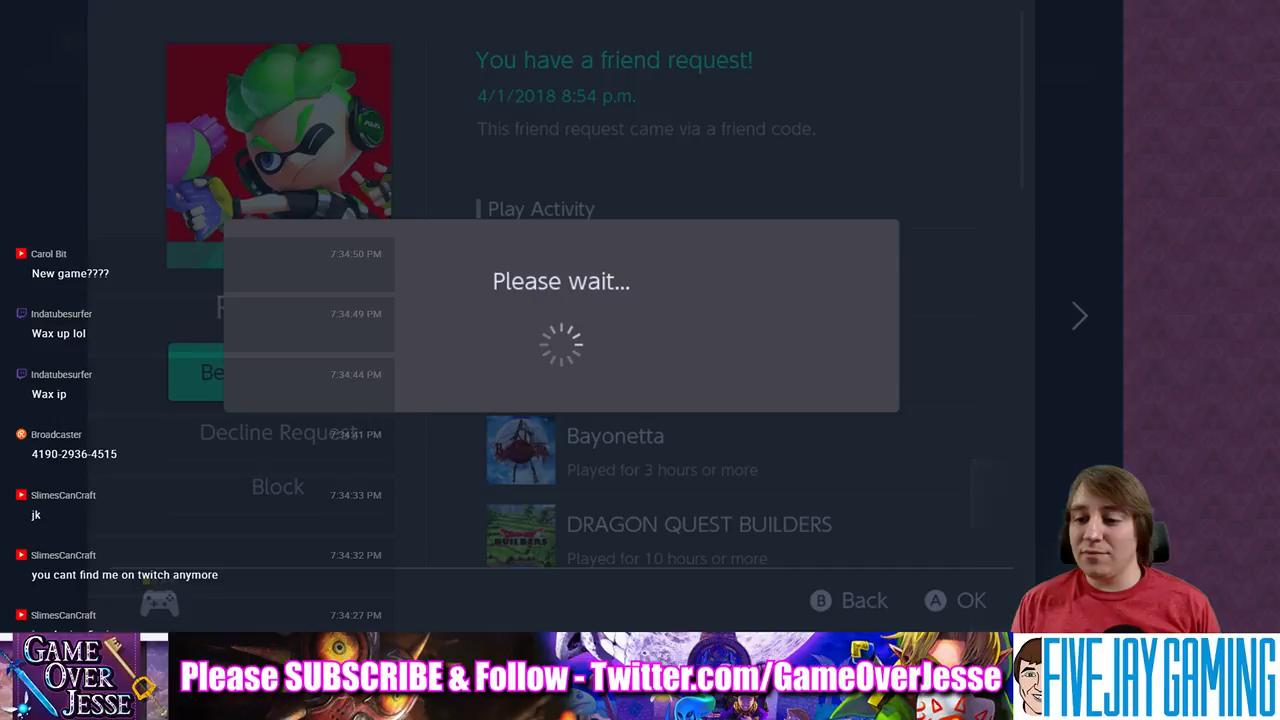 You have a friend request!
4/1/2018 8:54 p.m.
This friend request came via a friend code.
Play Activity
Please wait...
Carol Bit 7:34:50 PM
New game????
Indatubesurfer 7:34:49 PM
Wax up lol
Indatubesurfer 7:34:44 PM
Wax ip
Broadcaster 7:34:41 PM
4190-2936-4515
SlimesCanCraft 7:34:33 PM
jk
SlimesCanCraft 7:34:32 PM
you cant find me on twitch anymore
SlimesCanCraft 7:34:27 PM
Be
Decline Request
Block
Bayonetta
Played for 3 hours or more
DRAGON QUEST BUILDERS
Played for 10 hours or more
B Back A OK
GAME
OVER
JESSE
Please SUBSCRIBE & Follow - Twitter.com/GameOverJesse
FIVEJAYGAMING